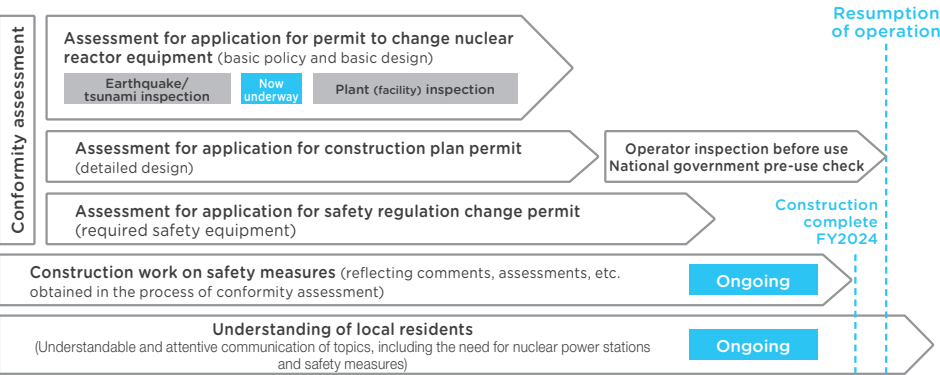 Resumption
of operation
Conformity assessment
Assessment for application for permit to change nuclear
reactor equipment (basic policy and basic design)
Earthquake/
tsunami inspection
Now
underway
Plant (facility) inspection
Assessment for application for construction plan permit
(detailed design)
Operator inspection before use
National government pre-use check
Assessment for application for safety regulation change permit
(required safety equipment)
Construction
complete
FY2024
Construction work on safety measures (reflecting comments, assessments, etc.
obtained in the process of conformity assessment)
Ongoing
Understanding of local residents
(Understandable and attentive communication of topics, including the need for nuclear power stations
and safety measures)
Ongoing